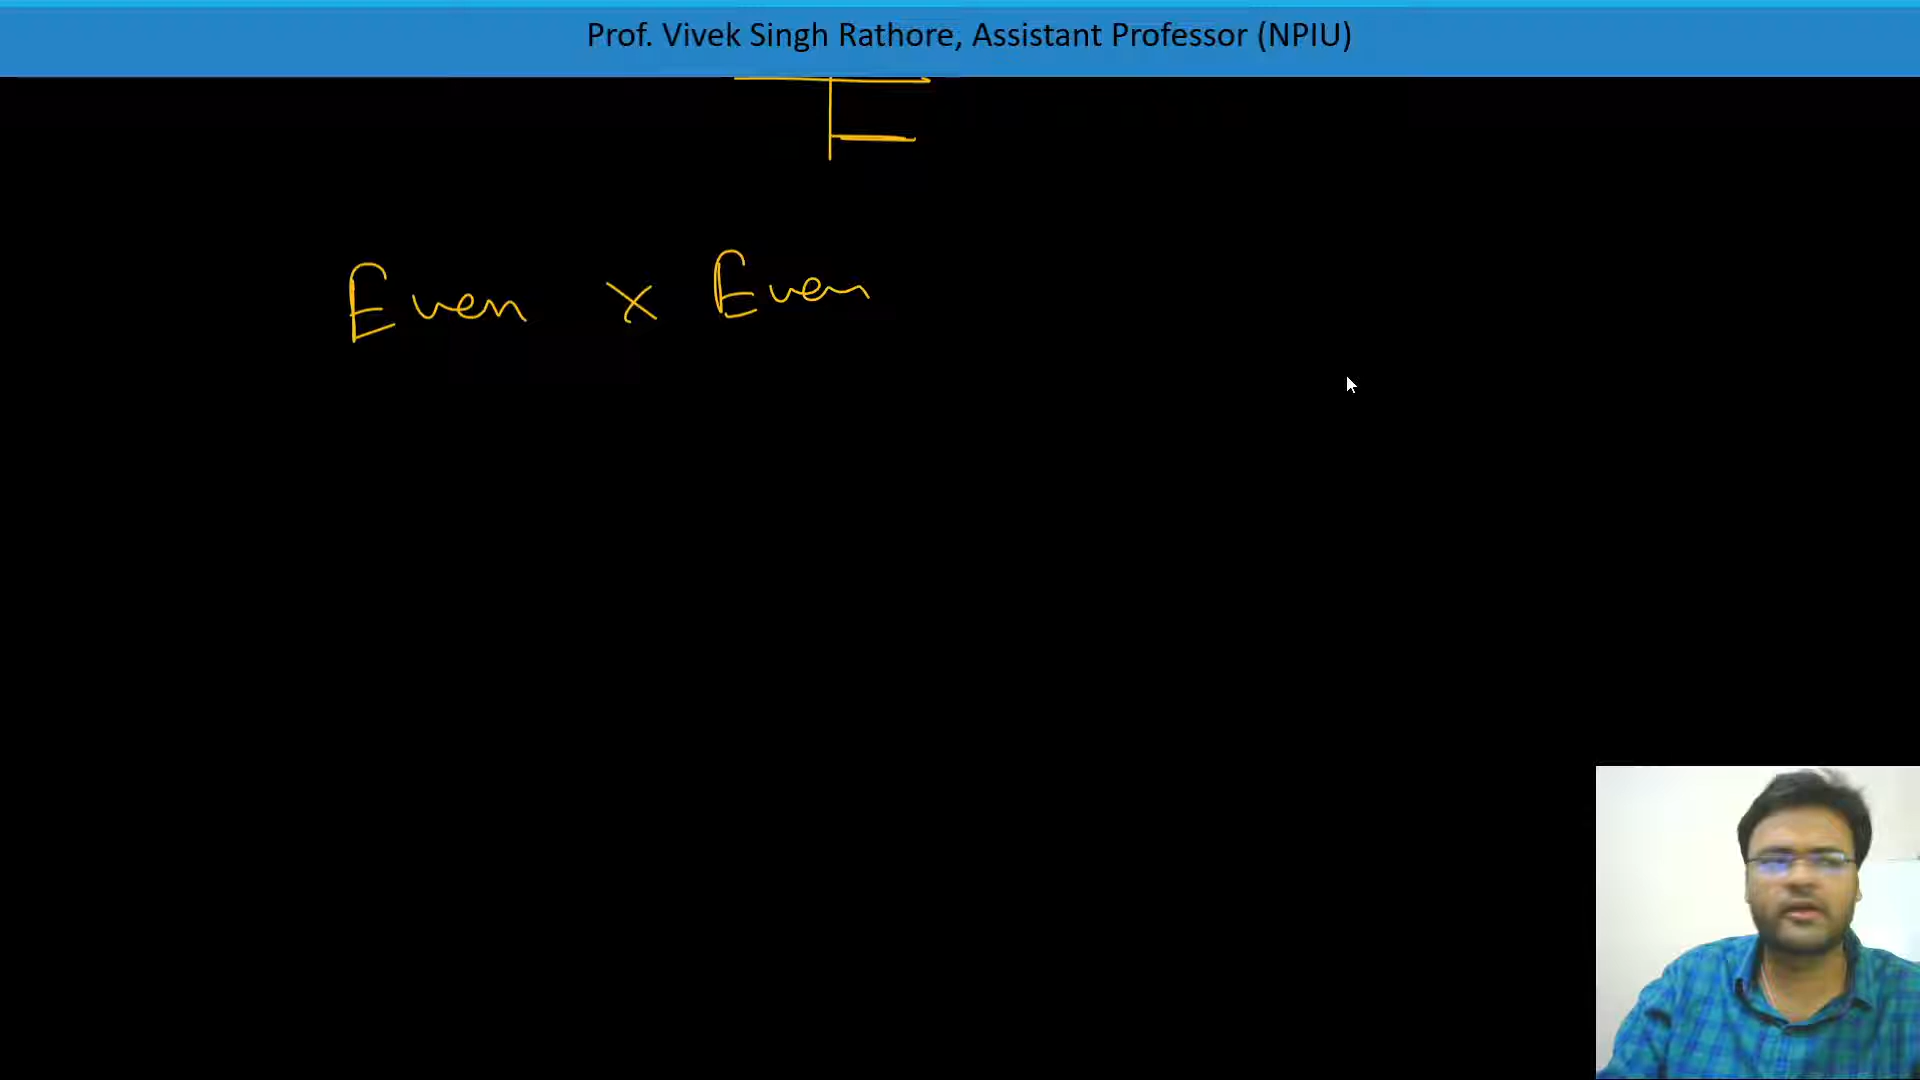 Prof. Vivek Singh Rathore, Assistant Professor (NPIU)
Even × Even